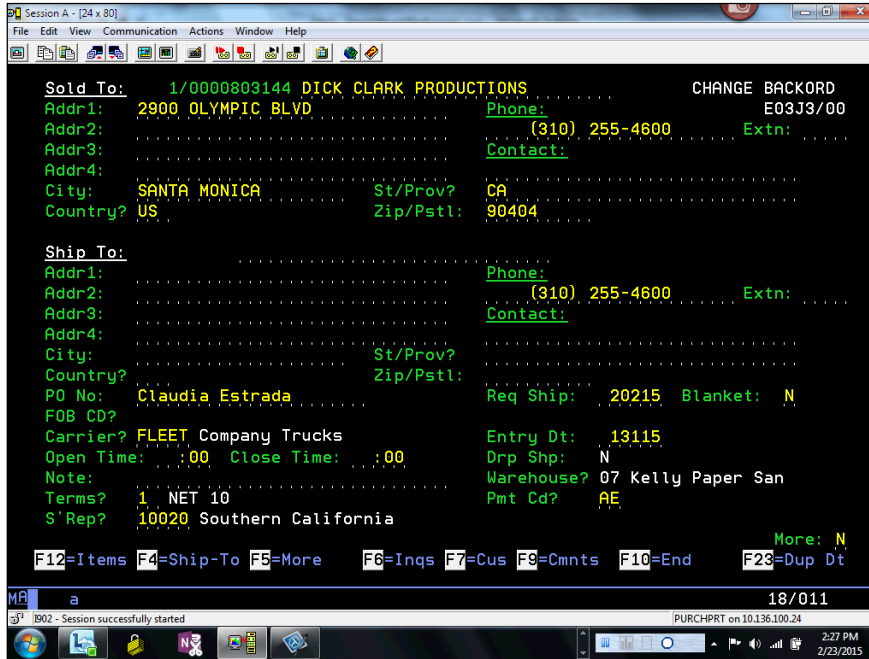 Session A - [24 x 80]
File Edit View Communication Actions Window Help
Sold To: 1/0000803144 DICK CLARK PRODUCTIONS CHANGE BACKORD
Addr1: 2900 OLYMPIC BLVD Phone: E03J3/00
Addr2: (310) 255-4600 Extn:
Addr3: Contact:
Addr4:
City: SANTA MONICA St/Prov? CA
Country? US Zip/Pstl: 90404
Ship To:
Addr1: Phone:
Addr2: (310) 255-4600 Extn:
Addr3: Contact:
Addr4:
City: St/Prov?
Country? Zip/Pstl:
PO No: Claudia Estrada Req Ship: 20215 Blanket: N
FOB CD?
Carrier? FLEET Company Trucks Entry Dt: 13115
Open Time: :00 Close Time: :00 Drp Shp: N
Note: Warehouse? 07 Kelly Paper San
Terms? 1 NET 10 Pmt Cd? AE
S'Rep? 10020 Southern California
More: N
F12=Items F4=Ship-To F5=More F6=Inqs F7=Cus F9=Cmnts F10=End F23=Dup Dt
MA a 18/011
I902 - Session successfully started PURCHPRT on 10.136.100.24
2:27 PM
2/23/2015